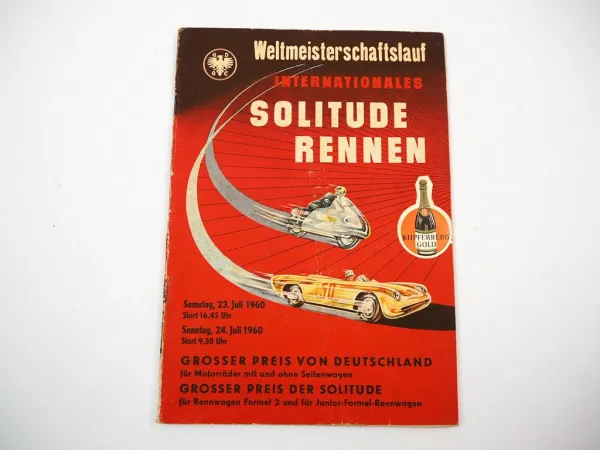 Weltmeisterschaftslauf
INTERNATIONALES
SOLITUDE
RENNEN
KUPFERBERG
GOLD
50
Samstag, 23. Juli 1960
Start 16.45 Uhr
Sonntag, 24. Juli 1960
Start 9.30 Uhr
GROSSER PREIS VON DEUTSCHLAND
für Motorräder mit und ohne Seitenwagen
GROSSER PREIS DER SOLITUDE
für Rennwagen Formel 2 und für Junior-Formel-Rennwagen